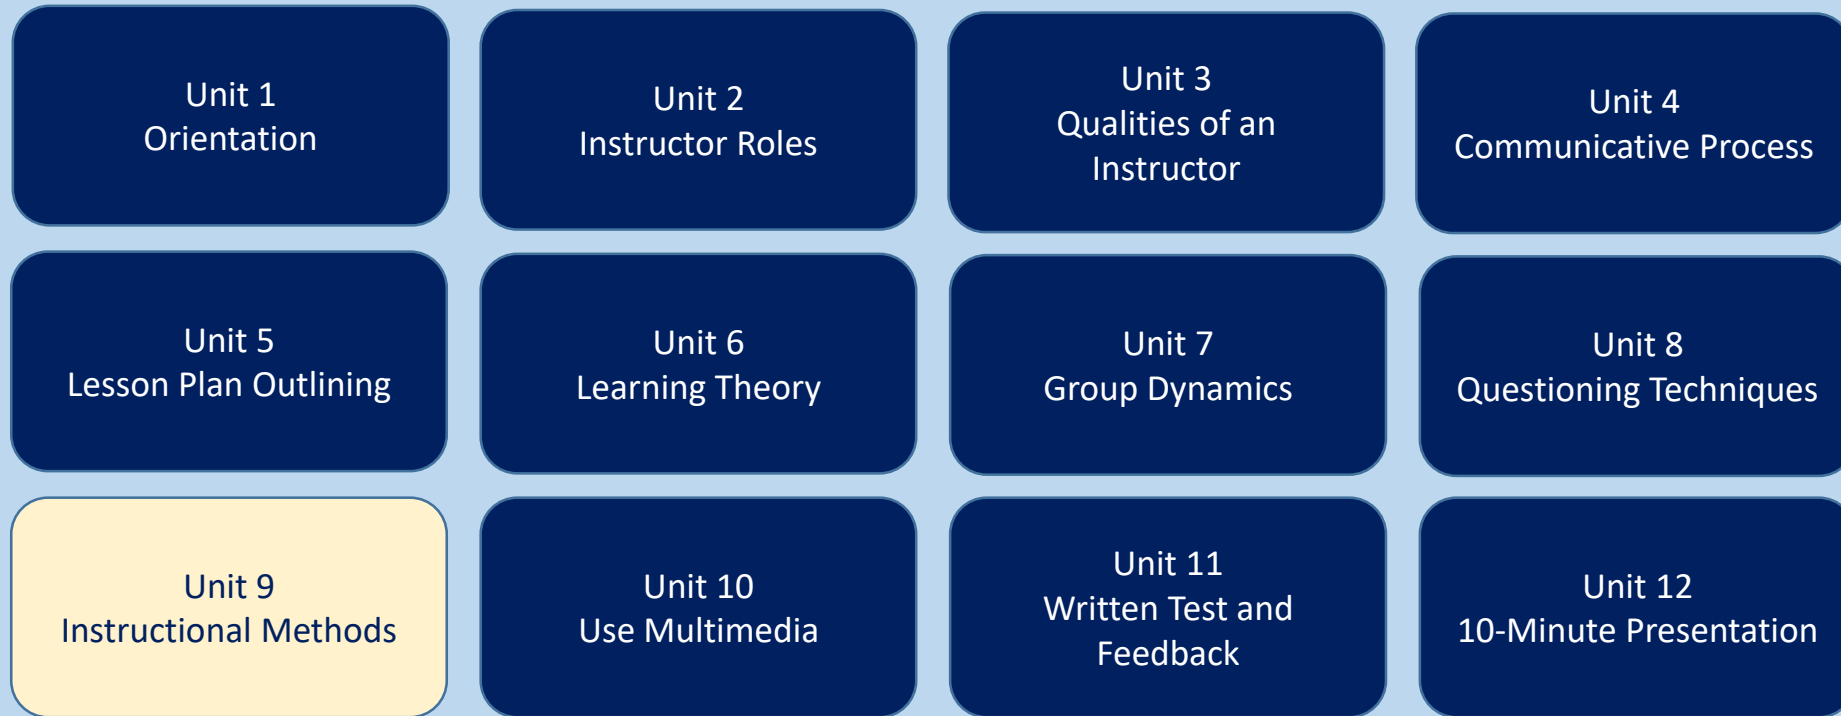 Unit 1
Orientation
Unit 2
Instructor Roles
Unit 3
Qualities of an
Instructor
Unit 4
Communicative Process
Unit 5
Lesson Plan Outlining
Unit 6
Learning Theory
Unit 7
Group Dynamics
Unit 8
Questioning Techniques
Unit 9
Instructional Methods
Unit 10
Use Multimedia
Unit 11
Written Test and
Feedback
Unit 12
10-Minute Presentation